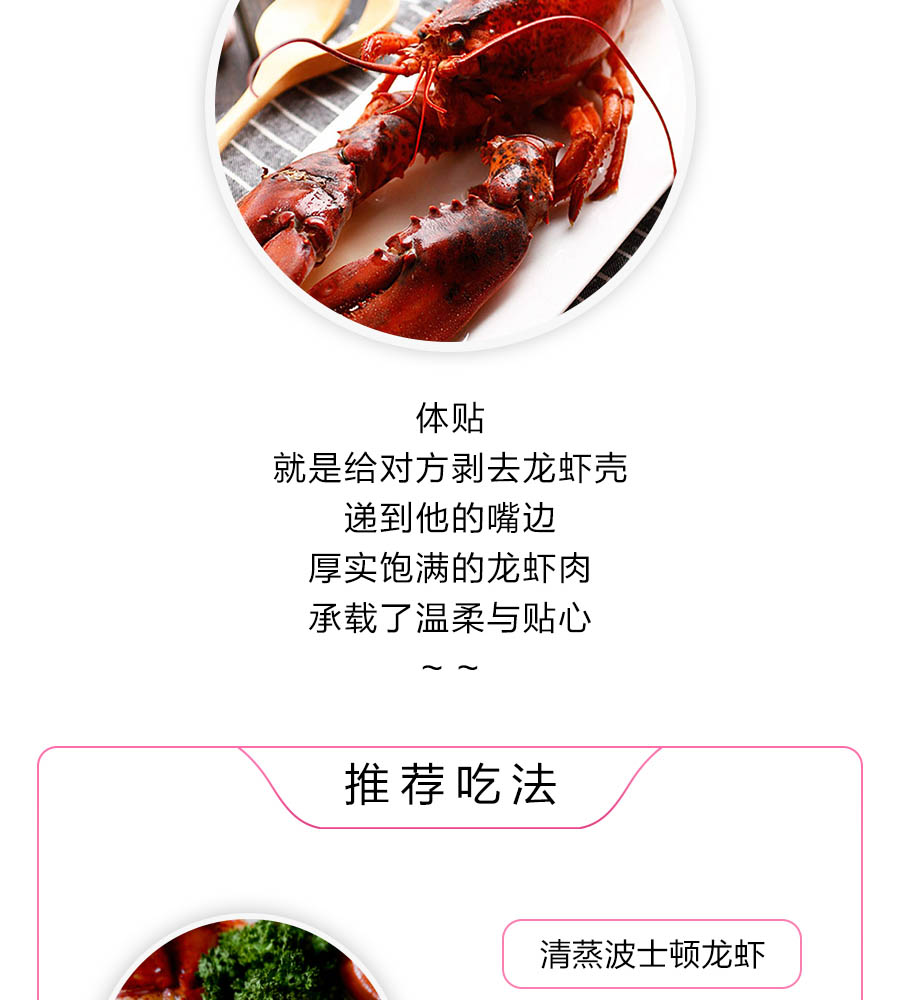 体贴
就是给对方剥去龙虾壳
递到他的嘴边
厚实饱满的龙虾肉
承载了温柔与贴心
~ ~
推荐吃法
清蒸波士顿龙虾